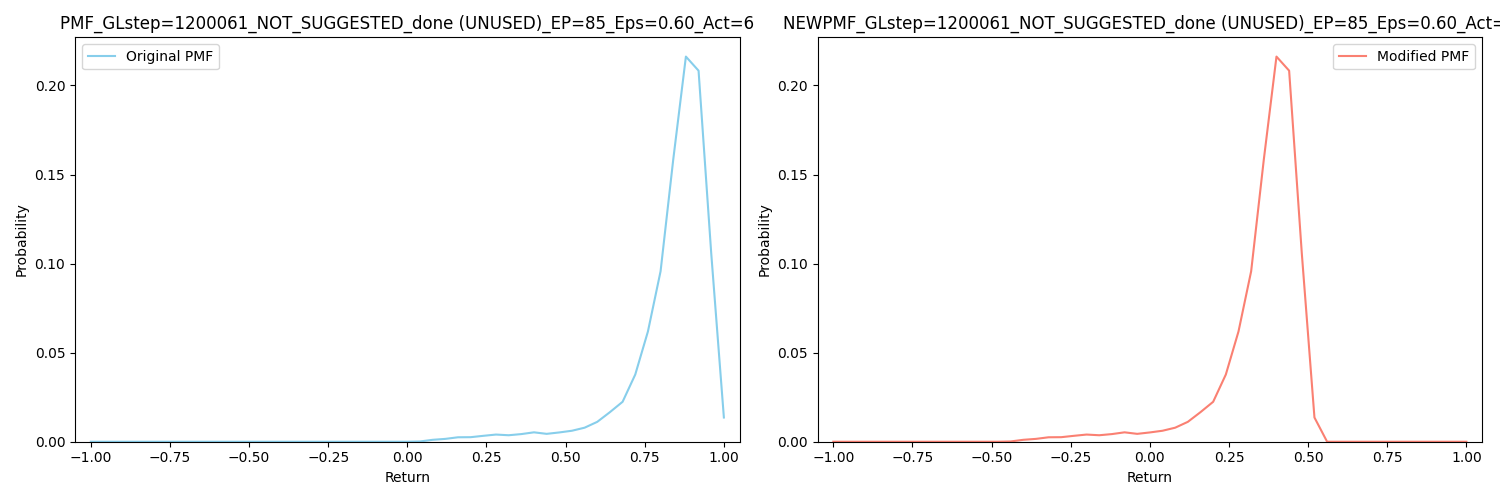 PMF_GLstep=1200061_NOT_SUGGESTED_done (UNUSED)_EP=85_Eps=0.60_Act=6
Original PMF
0.20
0.15
0.10
0.05
0.00
Probability
−1.00 −0.75 −0.50 −0.25 0.00 0.25 0.50 0.75 1.00
Return
NEWPMF_GLstep=1200061_NOT_SUGGESTED_done (UNUSED)_EP=85_Eps=0.60_Act=
Modified PMF
0.20
0.15
0.10
0.05
0.00
Probability
−1.00 −0.75 −0.50 −0.25 0.00 0.25 0.50 0.75 1.00
Return